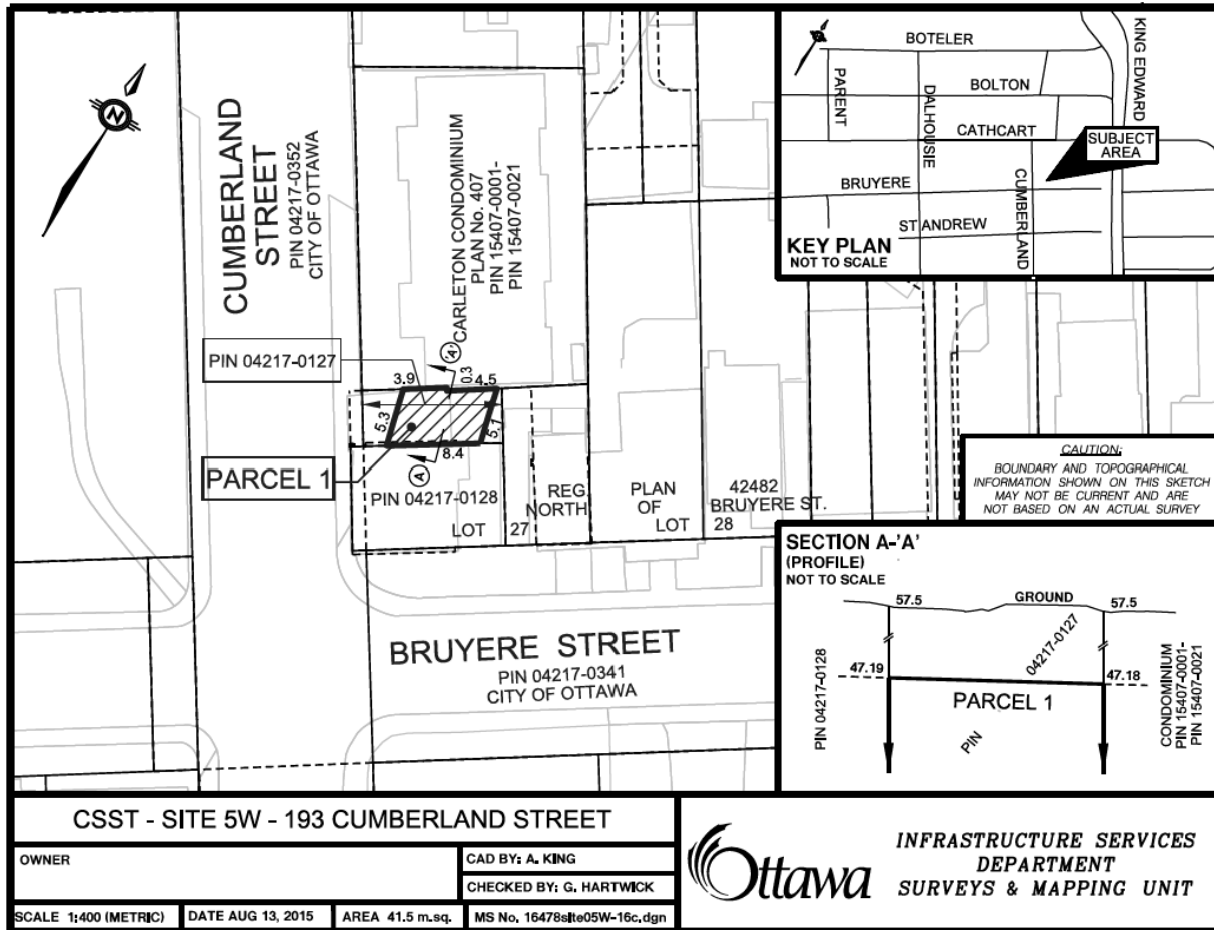 N
CUMBERLAND
STREET
PIN 04217-0352
CITY OF OTTAWA
CARLETON CONDOMINIUM
PLAN No. 407
PIN 15407-0001-
PIN 15407-0021
PIN 04217-0127
'A'
3.9
0.3
4.5
5.3
5.1
8.4
A
PARCEL 1
PIN 04217-0128
LOT 27
REG.
NORTH
PLAN
OF
LOT 28
42482
BRUYERE ST.
BRUYERE STREET
PIN 04217-0341
CITY OF OTTAWA
BOTELER
KING EDWARD
BOLTON
PARENT
DALHOUSIE
CATHCART
SUBJECT
AREA
BRUYERE
CUMBERLAND
ST ANDREW
KEY PLAN
NOT TO SCALE
CAUTION:
BOUNDARY AND TOPOGRAPHICAL
INFORMATION SHOWN ON THIS SKETCH
MAY NOT BE CURRENT AND ARE
NOT BASED ON AN ACTUAL SURVEY
SECTION A-'A'
(PROFILE)
NOT TO SCALE
57.5
GROUND
57.5
PIN 04217-0128
47.19
04217-0127
47.18
PARCEL 1
PIN
CONDOMINIUM
PIN 15407-0001-
PIN 15407-0021
CSST - SITE 5W - 193 CUMBERLAND STREET
OWNER
CAD BY: A. KING
CHECKED BY: G. HARTWICK
SCALE 1:400 (METRIC)
DATE AUG 13, 2015
AREA 41.5 m.sq.
MS No. 16478site05W-16c.dgn
Ottawa
INFRASTRUCTURE SERVICES
DEPARTMENT
SURVEYS & MAPPING UNIT